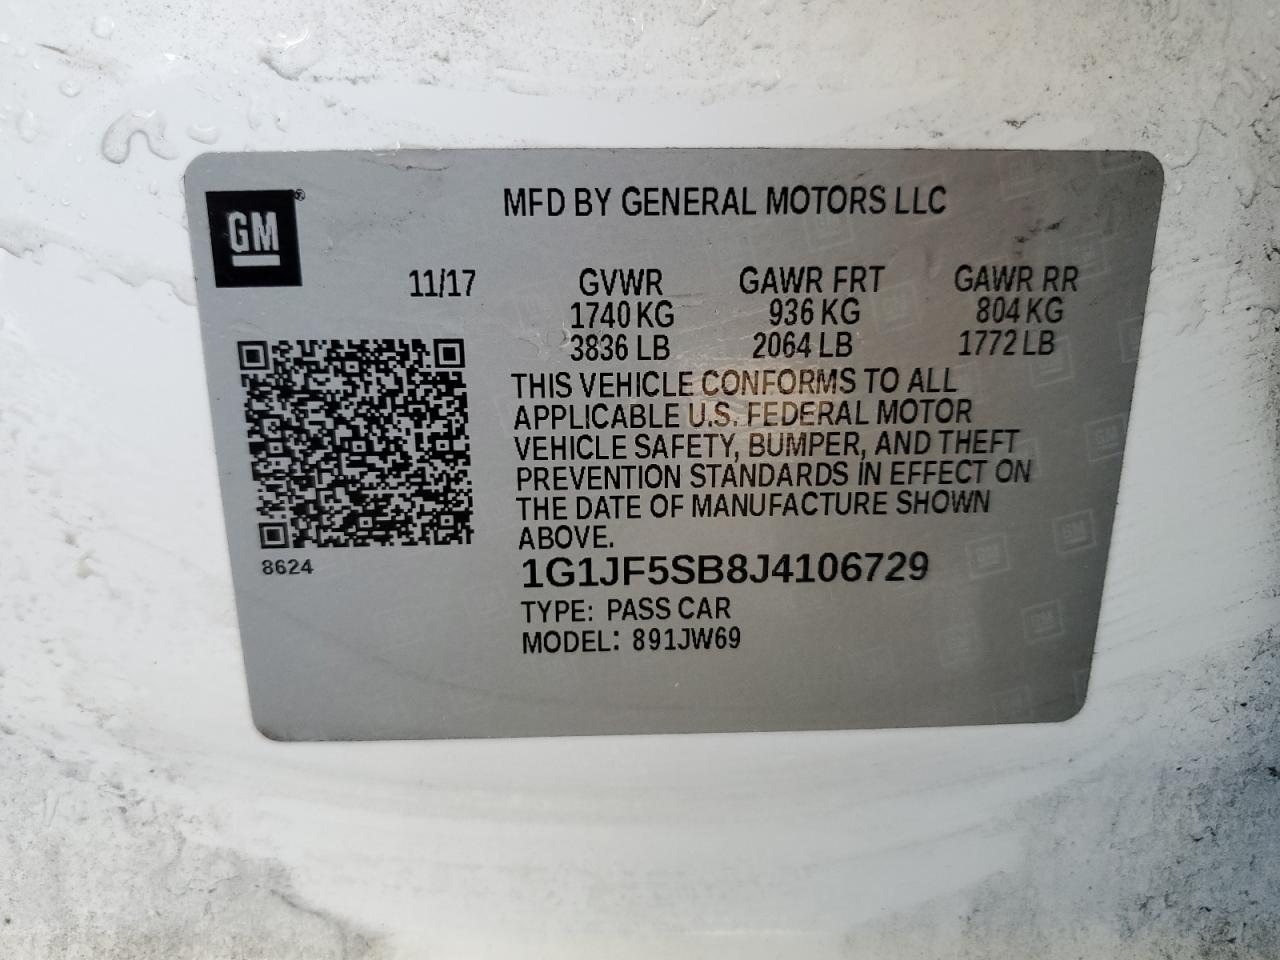 GM
MFD BY GENERAL MOTORS LLC
11/17 GVWR GAWR FRT GAWR RR
1740 KG 936 KG 804 KG
3836 LB 2064 LB 1772 LB
THIS VEHICLE CONFORMS TO ALL
APPLICABLE U.S. FEDERAL MOTOR
VEHICLE SAFETY, BUMPER, AND THEFT
PREVENTION STANDARDS IN EFFECT ON
THE DATE OF MANUFACTURE SHOWN
ABOVE.
8624
1G1JF5SB8J4106729
TYPE: PASS CAR
MODEL: 891JW69